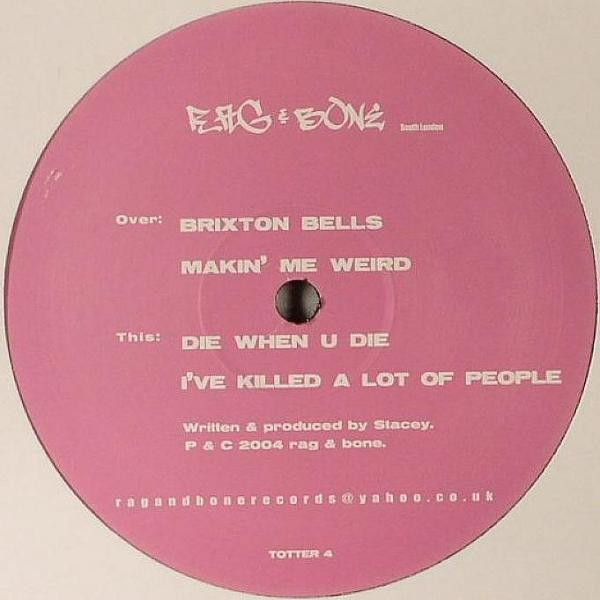 RAG & BONE South London
Over: BRIXTON BELLS
MAKIN' ME WEIRD
This: DIE WHEN U DIE
I'VE KILLED A LOT OF PEOPLE
Written & produced by Stacey.
P & C 2004 rag & bone.
ragandbonerecords@yahoo.co.uk
TOTTER 4